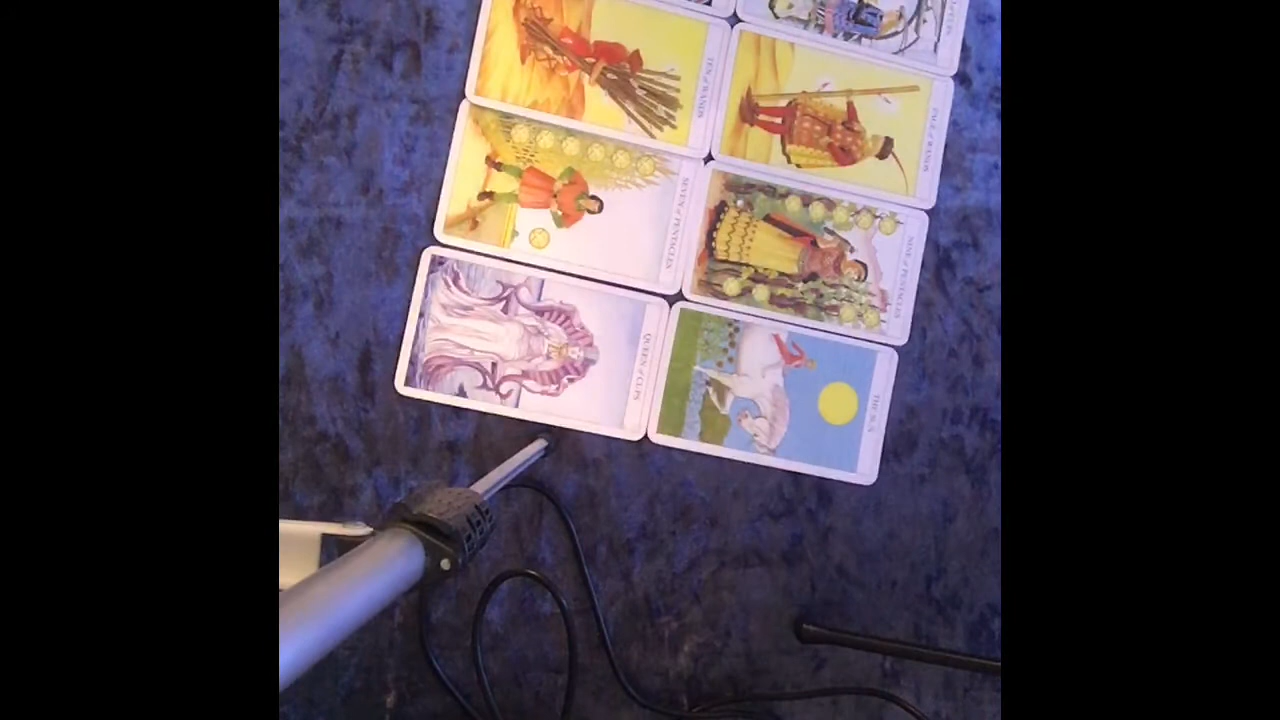 TEN of WANDS
PAGE of WANDS
SEVEN of PENTACLES
NINE of PENTACLES
QUEEN of CUPS
THE SUN